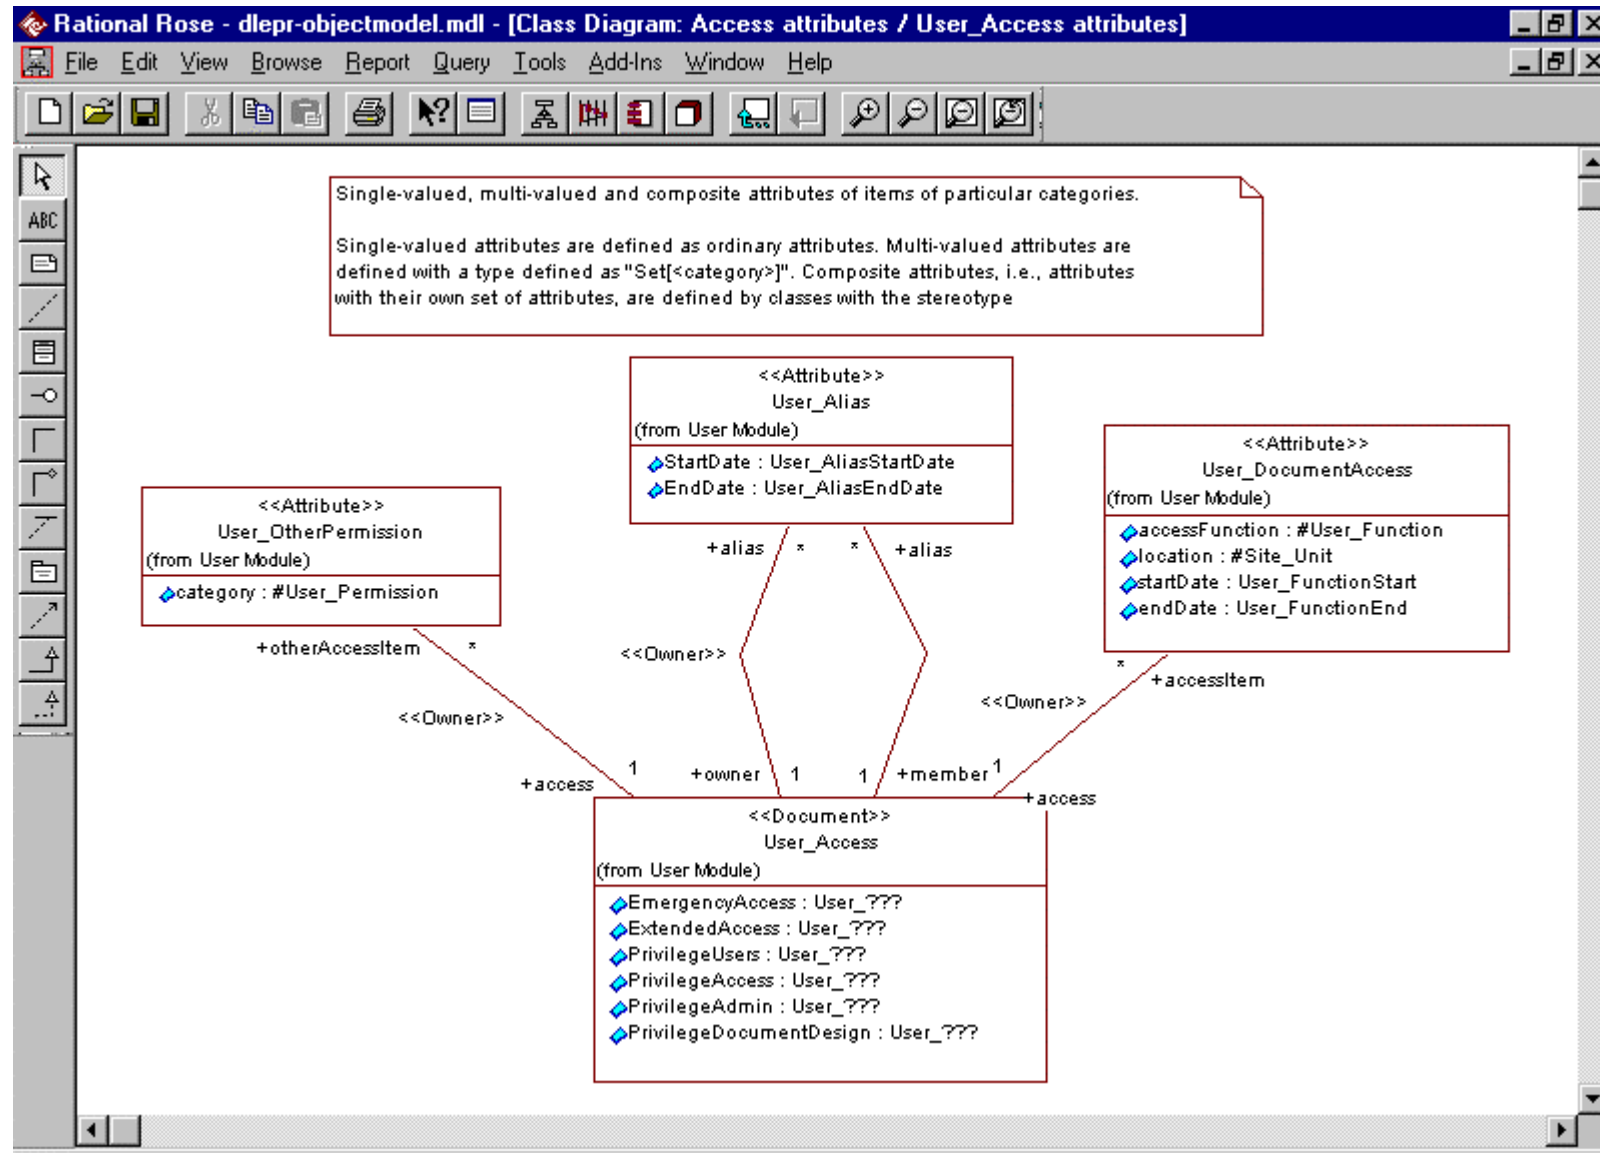 Rational Rose - dlepr-objectmodel.mdl - [Class Diagram: Access attributes / User_Access attributes]
File Edit View Browse Report Query Tools Add-Ins Window Help
ABC
Single-valued, multi-valued and composite attributes of items of particular categories.
Single-valued attributes are defined as ordinary attributes. Multi-valued attributes are
defined with a type defined as "Set[<category>]". Composite attributes, i.e., attributes
with their own set of attributes, are defined by classes with the stereotype
<<Attribute>>
User_Alias
(from User Module)
StartDate : User_AliasStartDate
EndDate : User_AliasEndDate
<<Attribute>>
User_DocumentAccess
(from User Module)
accessFunction : #User_Function
location : #Site_Unit
startDate : User_FunctionStart
endDate : User_FunctionEnd
<<Attribute>>
User_OtherPermission
(from User Module)
category : #User_Permission
+alias * * +alias
+otherAccessItem *
<<Owner>>
*
+accessItem
<<Owner>>
<<Owner>>
+access 1
+owner 1
1 +member
1
+access
<<Document>>
User_Access
(from User Module)
EmergencyAccess : User_???
ExtendedAccess : User_???
PrivilegeUsers : User_???
PrivilegeAccess : User_???
PrivilegeAdmin : User_???
PrivilegeDocumentDesign : User_???